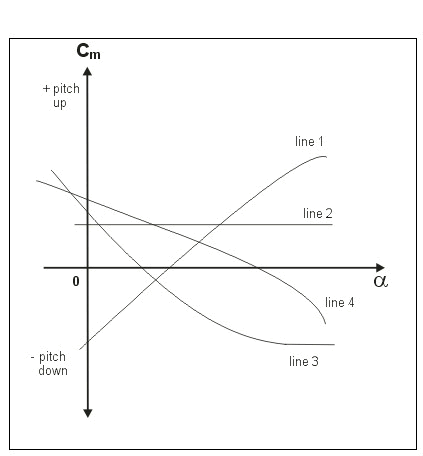 Cm
+ pitch
up
line 1
line 2
0
α
line 4
- pitch
down
line 3